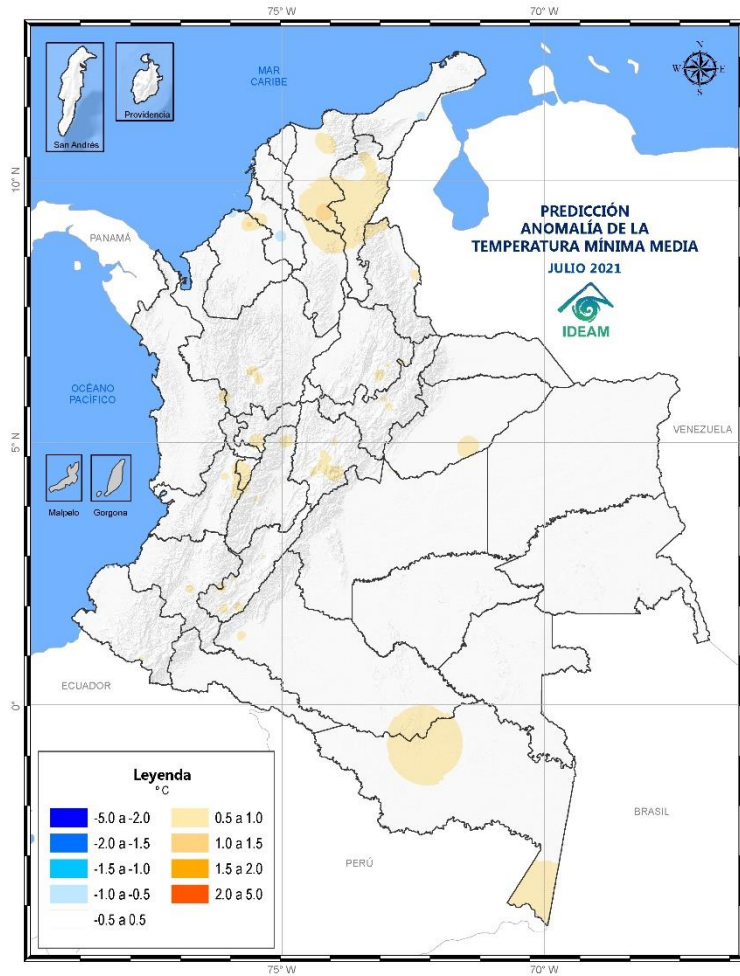 75° W
70° W
MAR
CARIBE
N
W
E
S
San Andrés
Providencia
10° N
PREDICCIÓN
ANOMALÍA DE LA
TEMPERATURA MÍNIMA MEDIA
JULIO 2021
IDEAM
PANAMÁ
OCÉANO
PACÍFICO
VENEZUELA
5° N
Malpelo
Gorgona
ECUADOR
0°
Leyenda
° C
-5.0 a -2.0
0.5 a 1.0
-2.0 a -1.5
1.0 a 1.5
-1.5 a -1.0
1.5 a 2.0
-1.0 a -0.5
2.0 a 5.0
-0.5 a 0.5
BRASIL
PERÚ
75° W
70° W